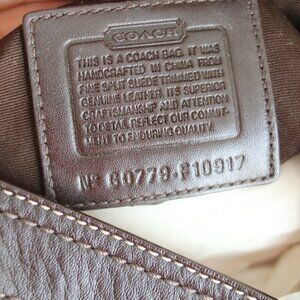 COACH
THIS IS A COACH BAG. IT WAS
HANDCRAFTED IN CHINA FROM
FINE SPLIT SUEDE TRIMMED WITH
GENUINE LEATHER. ITS SUPERIOR
CRAFTSMANSHIP AND ATTENTION
TO DETAIL REFLECT OUR COMMIT-
MENT TO ENDURING QUALITY.
Nº G0779-F10917